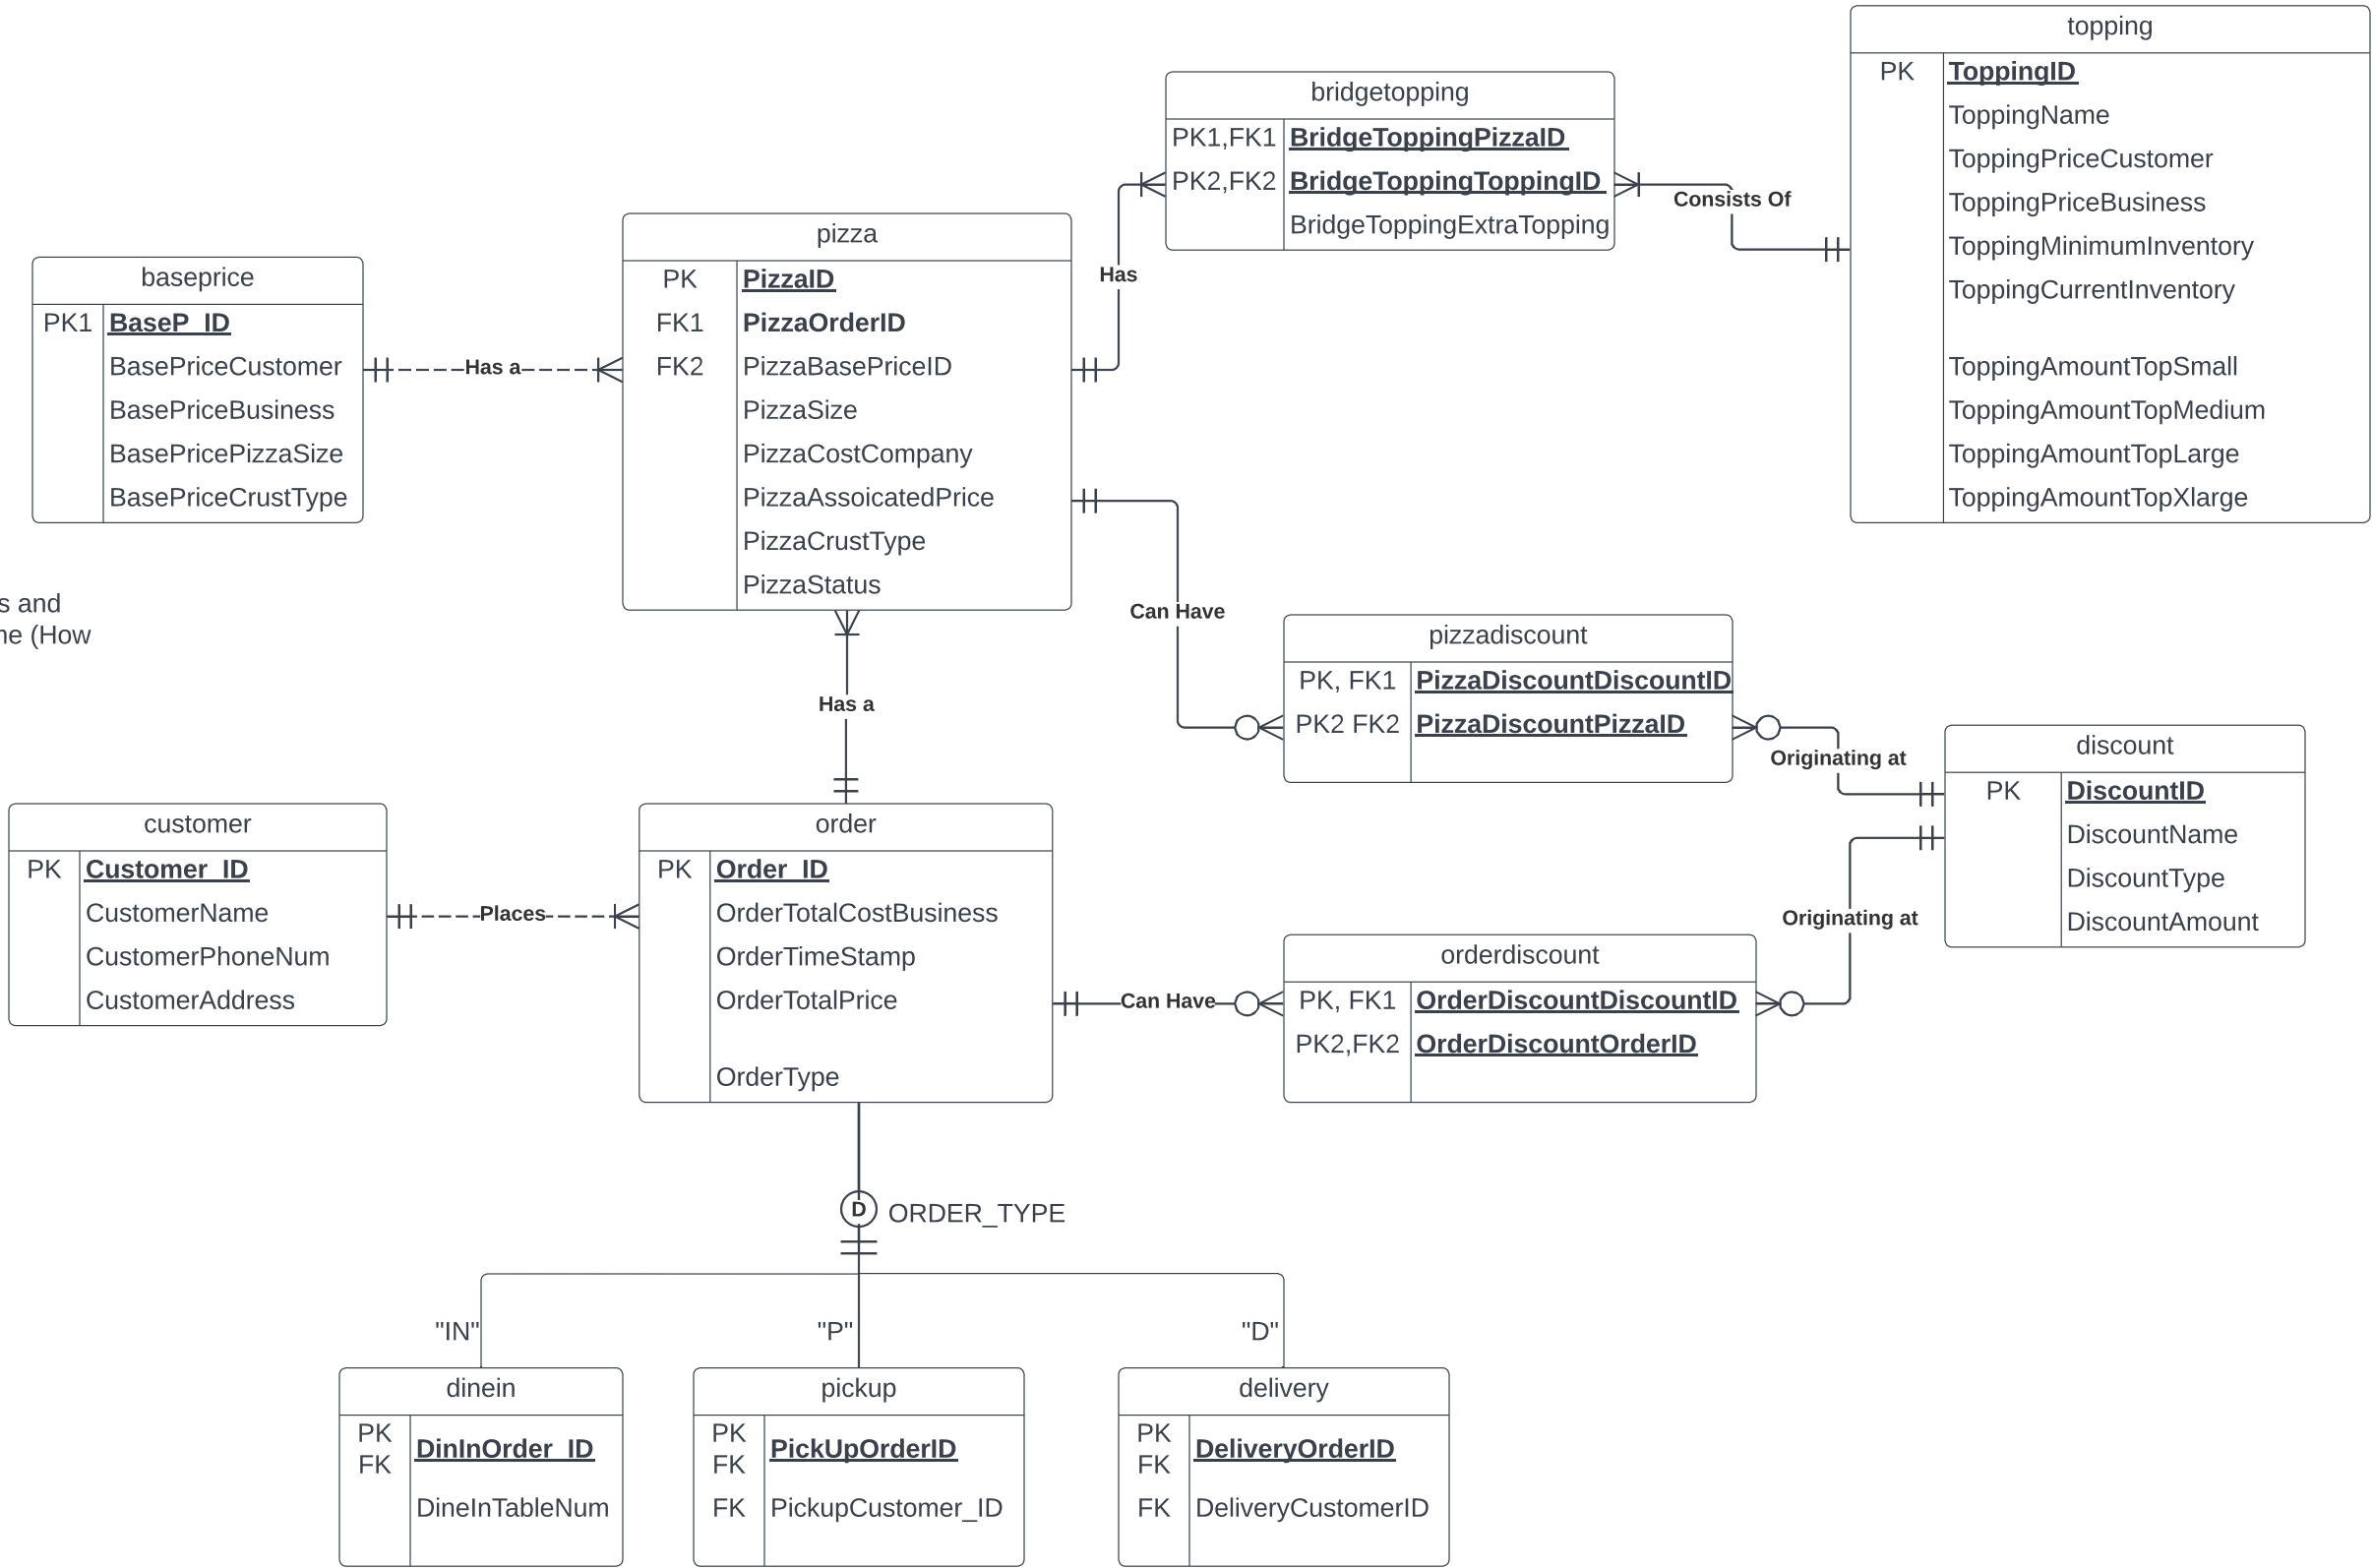 topping
PK ToppingID
ToppingName
ToppingPriceCustomer
ToppingPriceBusiness
ToppingMinimumInventory
ToppingCurrentInventory
ToppingAmountTopSmall
ToppingAmountTopMedium
ToppingAmountTopLarge
ToppingAmountTopXlarge
bridgetopping
PK1,FK1 BridgeToppingPizzaID
PK2,FK2 BridgeToppingToppingID
BridgeToppingExtraTopping
Consists Of
Has
pizza
PK PizzaID
FK1 PizzaOrderID
FK2 PizzaBasePriceID
PizzaSize
PizzaCostCompany
PizzaAssoicatedPrice
PizzaCrustType
PizzaStatus
baseprice
PK1 BaseP_ID
BasePriceCustomer
BasePriceBusiness
BasePricePizzaSize
BasePriceCrustType
Has a
s and
ne (How
Can Have
pizzadiscount
PK, FK1 PizzaDiscountDiscountID
PK2 FK2 PizzaDiscountPizzaID
Has a
Originating at
discount
PK DiscountID
DiscountName
DiscountType
DiscountAmount
Originating at
customer
PK Customer_ID
CustomerName
CustomerPhoneNum
CustomerAddress
Places
order
PK Order_ID
OrderTotalCostBusiness
OrderTimeStamp
OrderTotalPrice
OrderType
Can Have
orderdiscount
PK, FK1 OrderDiscountDiscountID
PK2,FK2 OrderDiscountOrderID
D ORDER_TYPE
"IN" "P" "D"
dinein
PK
FK DinInOrder_ID
DineInTableNum
pickup
PK
FK PickUpOrderID
FK PickupCustomer_ID
delivery
PK
FK DeliveryOrderID
FK DeliveryCustomerID